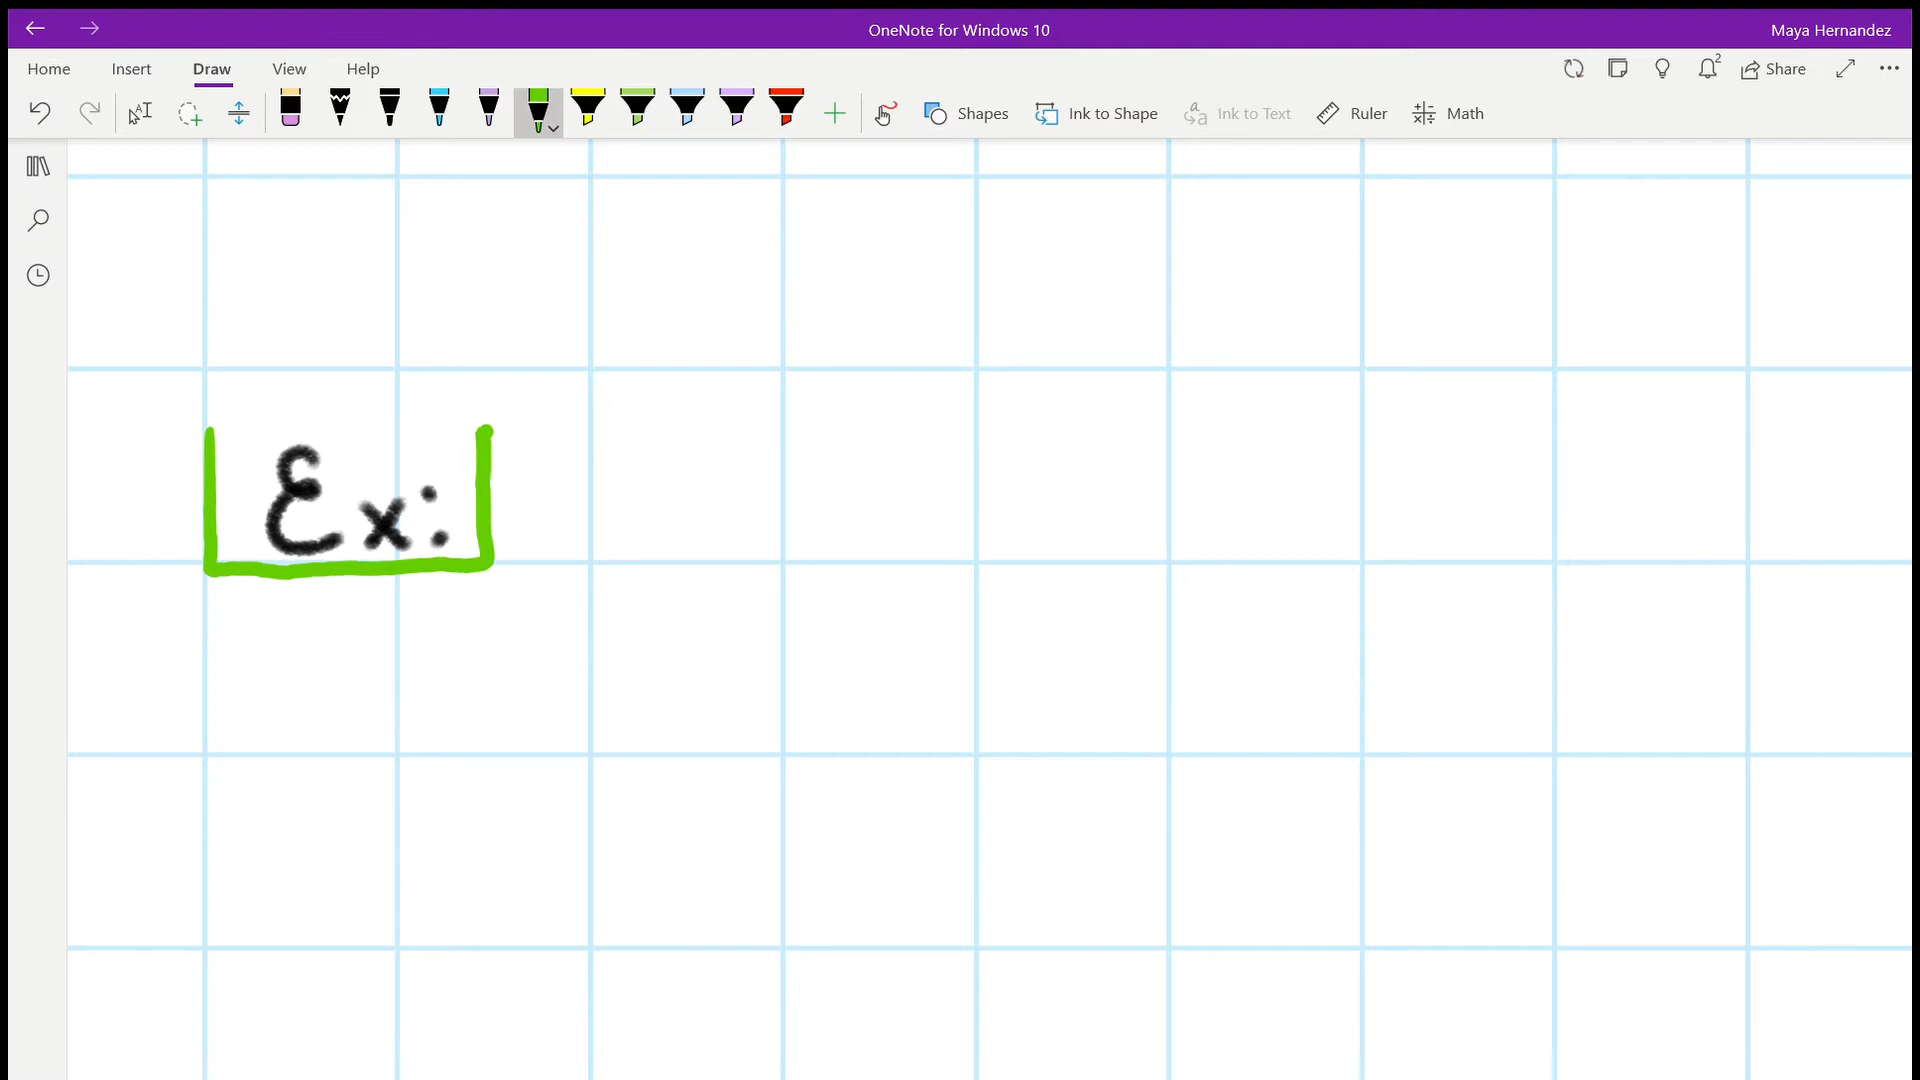 OneNote for Windows 10 Maya Hernandez
Home Insert Draw View Help 2 Share
Shapes Ink to Shape Ink to Text Ruler Math
Ex: